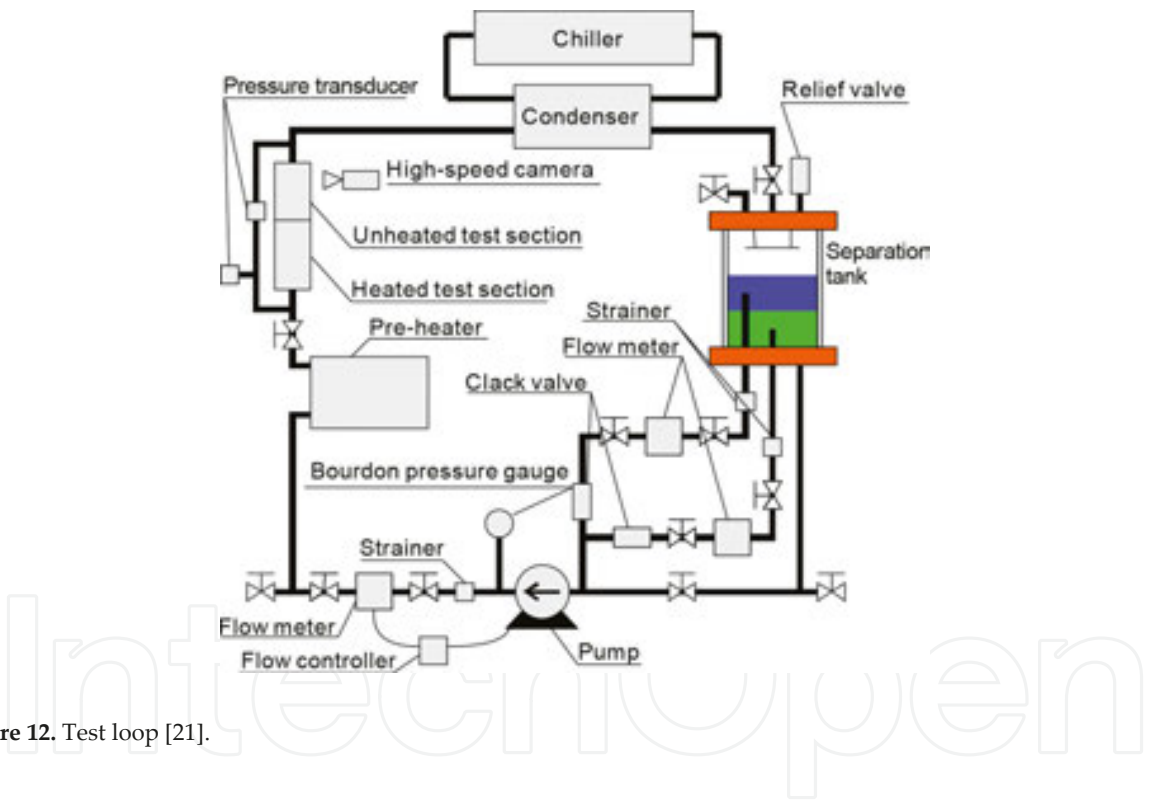 Chiller
Pressure transducer
Relief valve
Condenser
High-speed camera
Unheated test section
Separation
tank
Heated test section
Strainer
Pre-heater
Flow meter
Clack valve
Bourdon pressure gauge
Strainer
Flow meter
Pump
Flow controller
IntechOpen
re 12. Test loop [21].